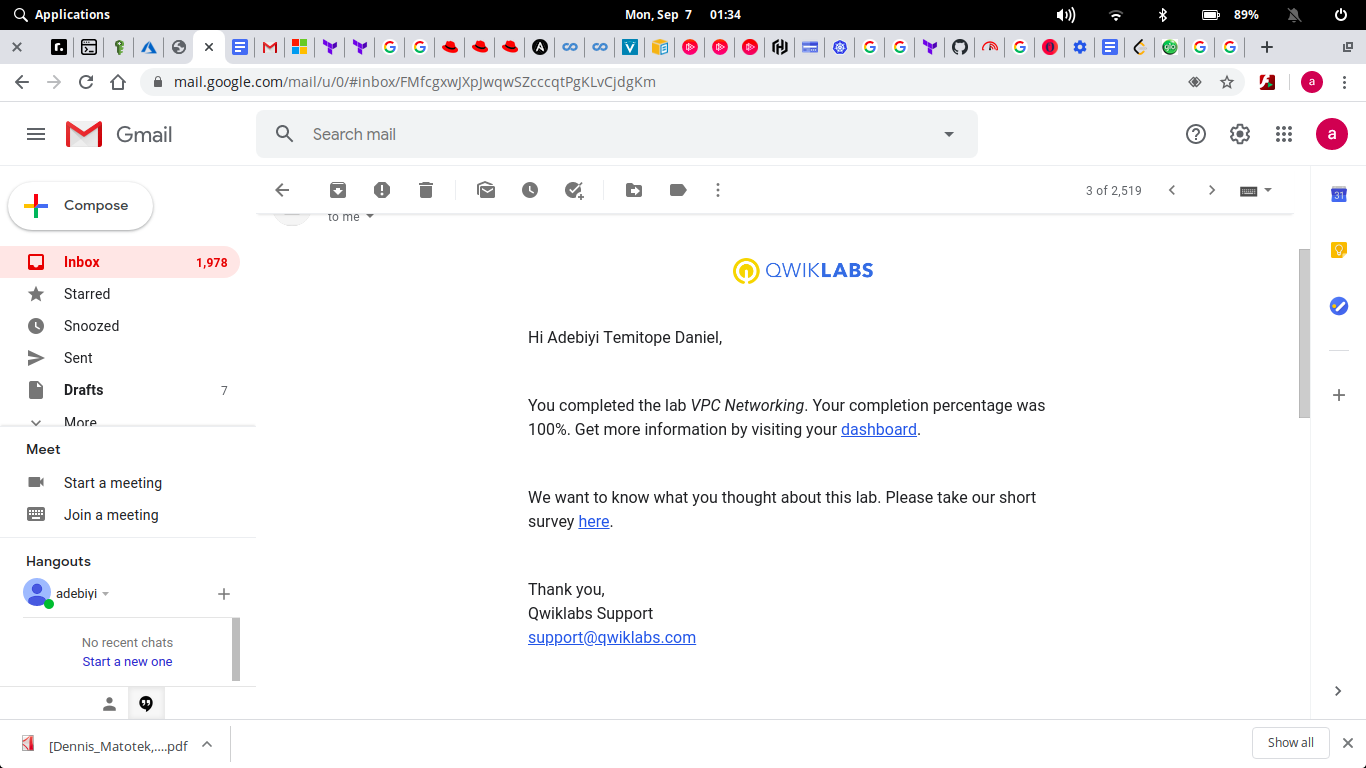 Applications
Mon, Sep 7 01:34
89%
mail.google.com/mail/u/0/#inbox/FMfcgxwJXpJwqwSZcccqtPgKLvCjdgKm
a
Gmail
Search mail
a
Compose
3 of 2,519
31
to me
Inbox 1,978
Starred
Snoozed
Sent
Drafts 7
More
Meet
Start a meeting
Join a meeting
Hangouts
adebiyi
No recent chats
Start a new one
QWIKLABS
Hi Adebiyi Temitope Daniel,
You completed the lab VPC Networking. Your completion percentage was
100%. Get more information by visiting your dashboard.
We want to know what you thought about this lab. Please take our short
survey here.
Thank you,
Qwiklabs Support
support@qwiklabs.com
[Dennis_Matotek,....pdf
Show all